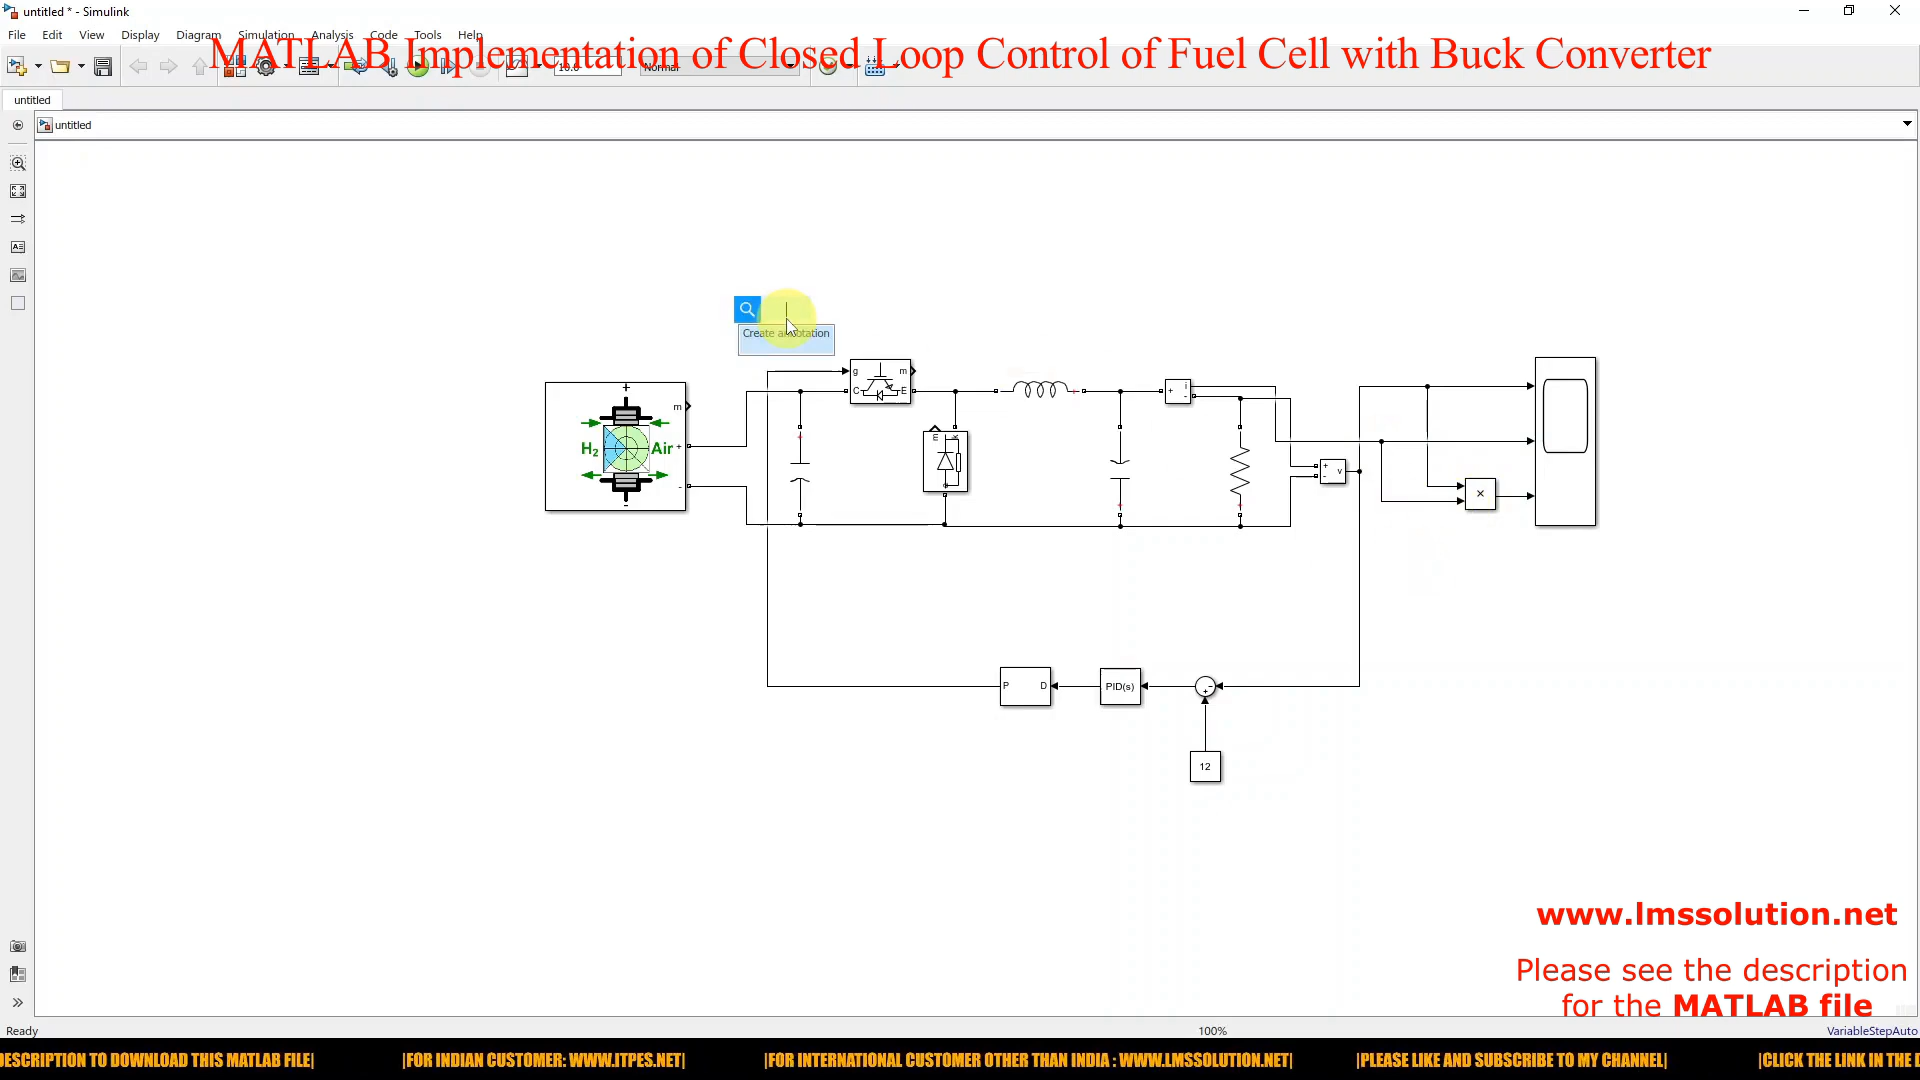 untitled * - Simulink
File Edit View Display Diagram Simulation Analysis Code Tools Help
MATLAB Implementation of Closed Loop Control of Fuel Cell with Buck Converter
10.0 Normal
untitled
untitled
Create annotation
g m
C E
m
+
H2 Air +
-
-
+
m
k
a
+ i
-
+ v
-
×
P D
PID(s)
-
+
12
www.lmssolution.net
Please see the description
for the MATLAB file
Ready 100% VariableStepAuto
DESCRIPTION TO DOWNLOAD THIS MATLAB FILE| |FOR INDIAN CUSTOMER: WWW.ITPES.NET| |FOR INTERNATIONAL CUSTOMER OTHER THAN INDIA : WWW.LMSSOLUTION.NET| |PLEASE LIKE AND SUBSCRIBE TO MY CHANNEL| |CLICK THE LINK IN THE D